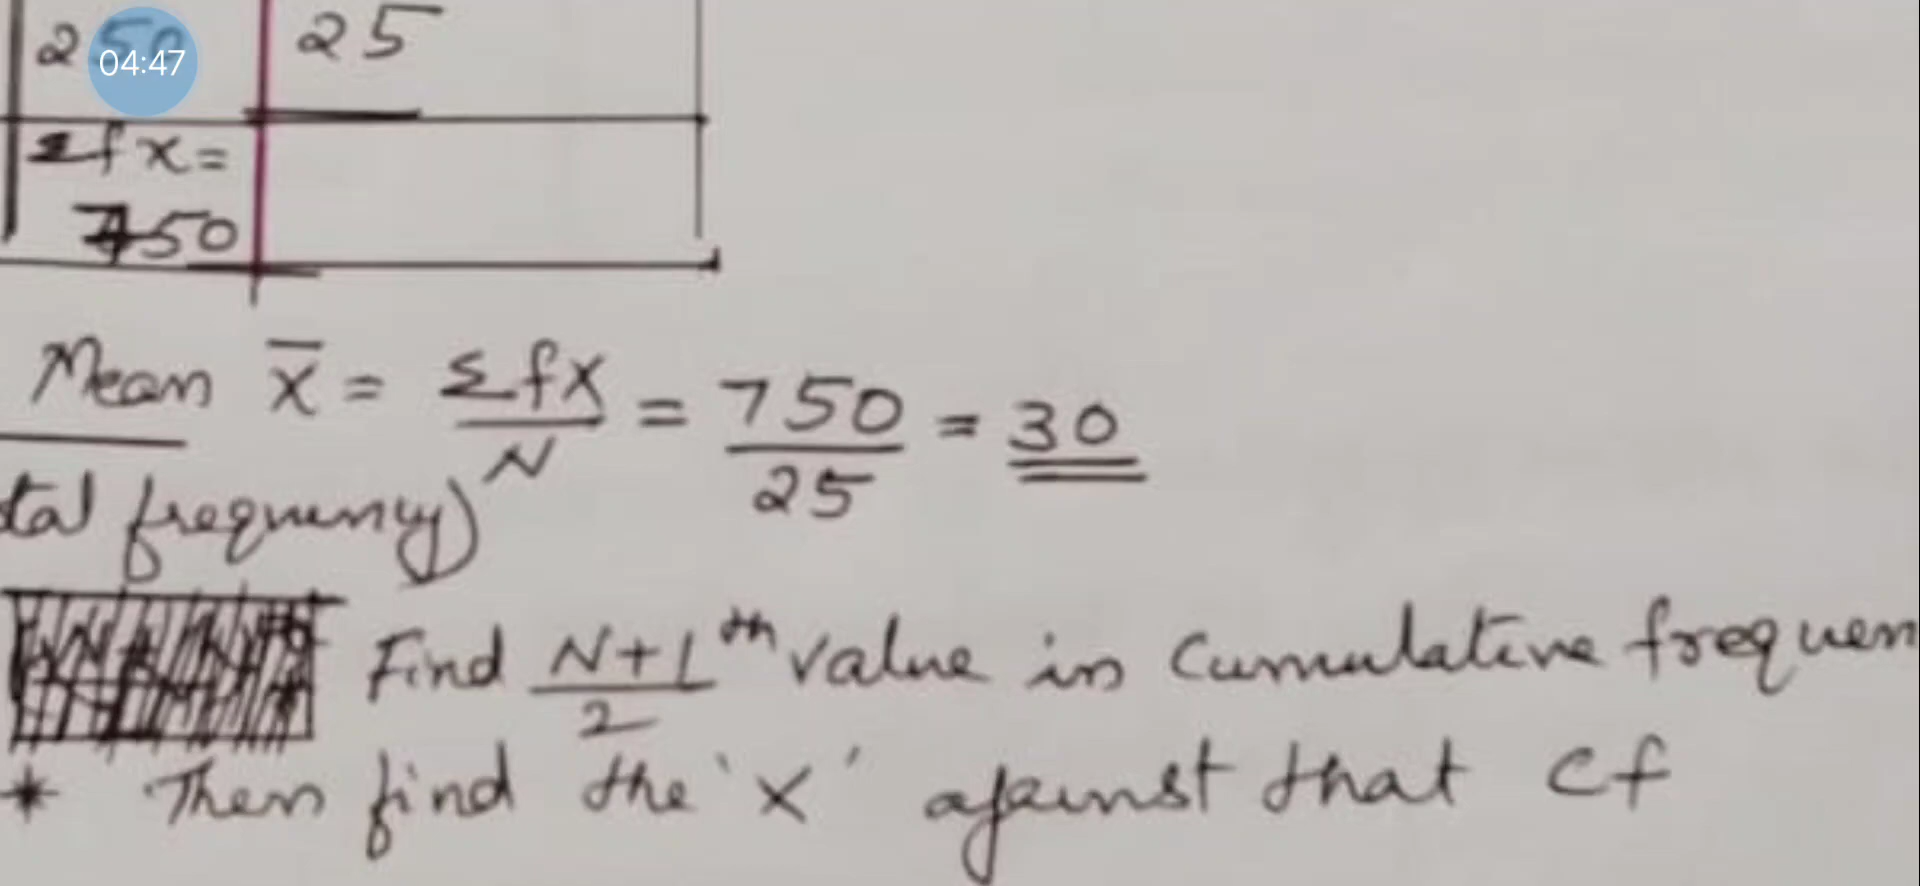 250 25
04:47
Σfx=
750
Mean x̄ = Σfx/N = 750/25 = 30
tal frequency)
Find N+1/2 th value in Cumulative frequen
* Then find the 'x' against that cf